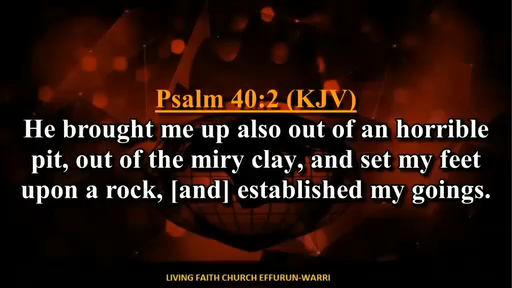 Psalm 40:2 (KJV)
He brought me up also out of an horrible
pit, out of the miry clay, and set my feet
upon a rock, [and] established my goings.
LIVING FAITH CHURCH EFFURUN-WARRI